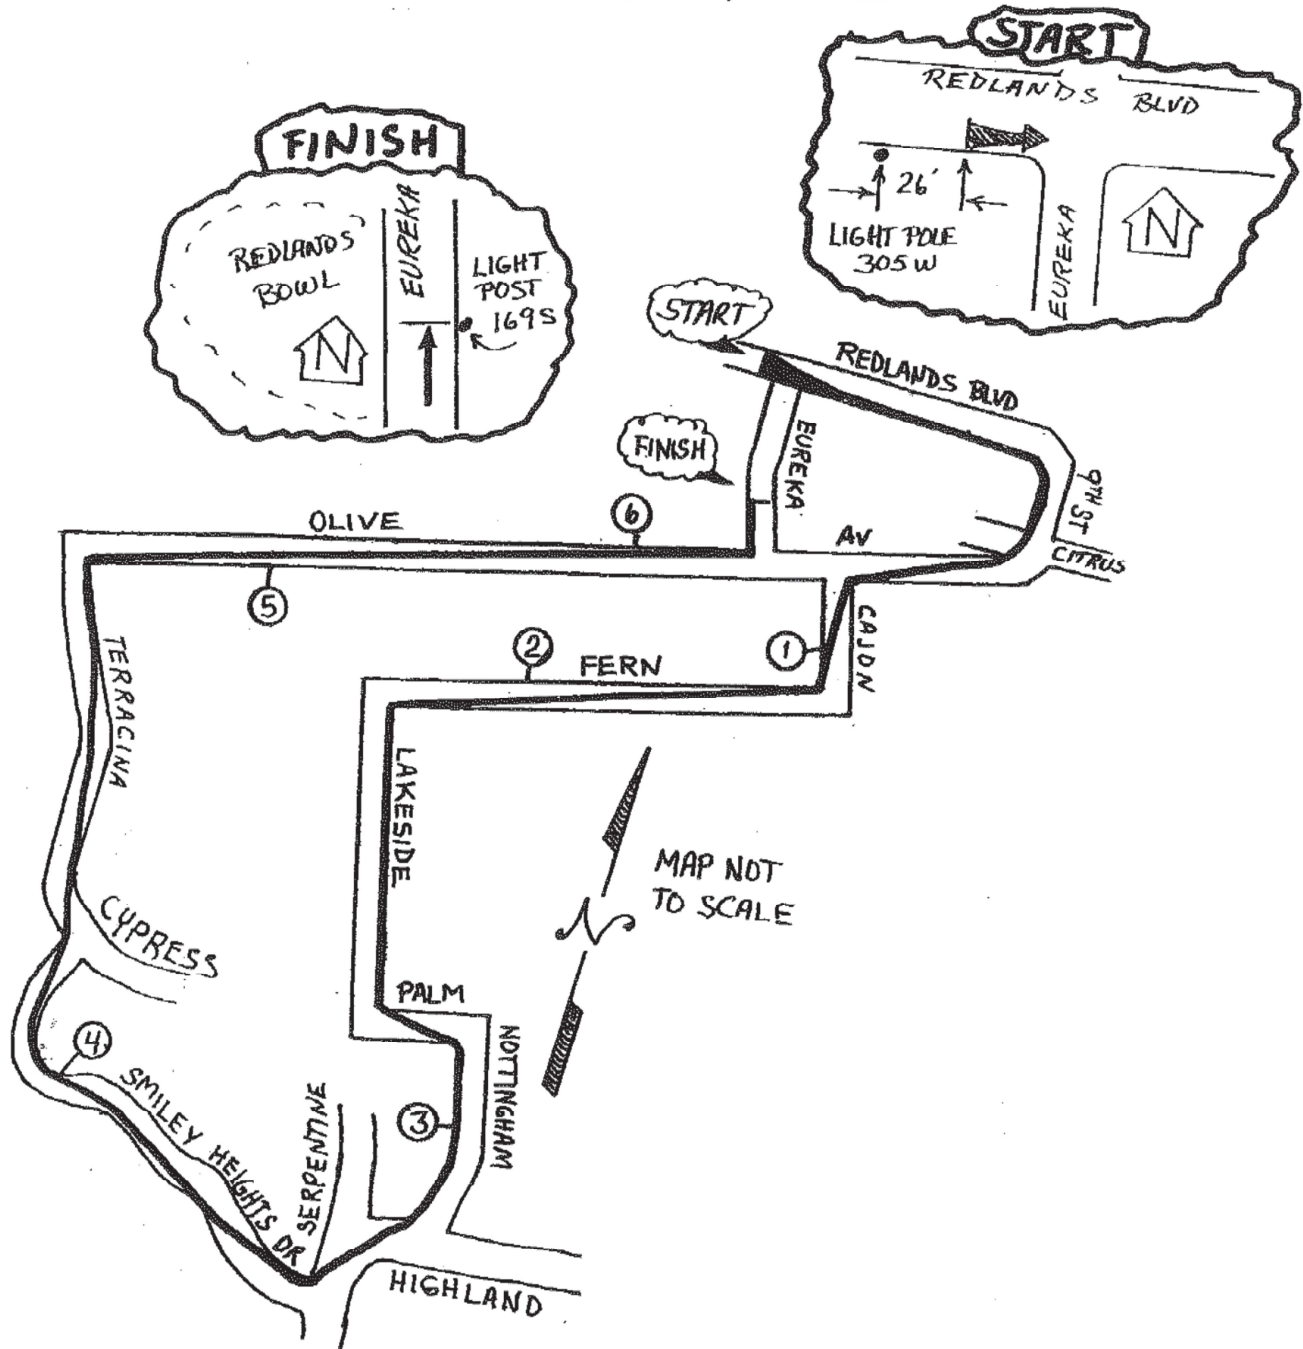 START
REDLANDS BLVD
26'
LIGHT POLE
305 W
EUREKA
N
FINISH
REDLANDS
BOWL
EUREKA
LIGHT
POST
169 S
N
START
REDLANDS BLVD
FINISH
EUREKA
9TH ST
CITRUS
OLIVE
6
AV
5
CAJON
1
2
FERN
TERRACINA
LAKESIDE
N
MAP NOT
TO SCALE
CYPRESS
PALM
NOTTINGHAM
4
SMILEY HEIGHTS DR
SERPENTINE
3
HIGHLAND